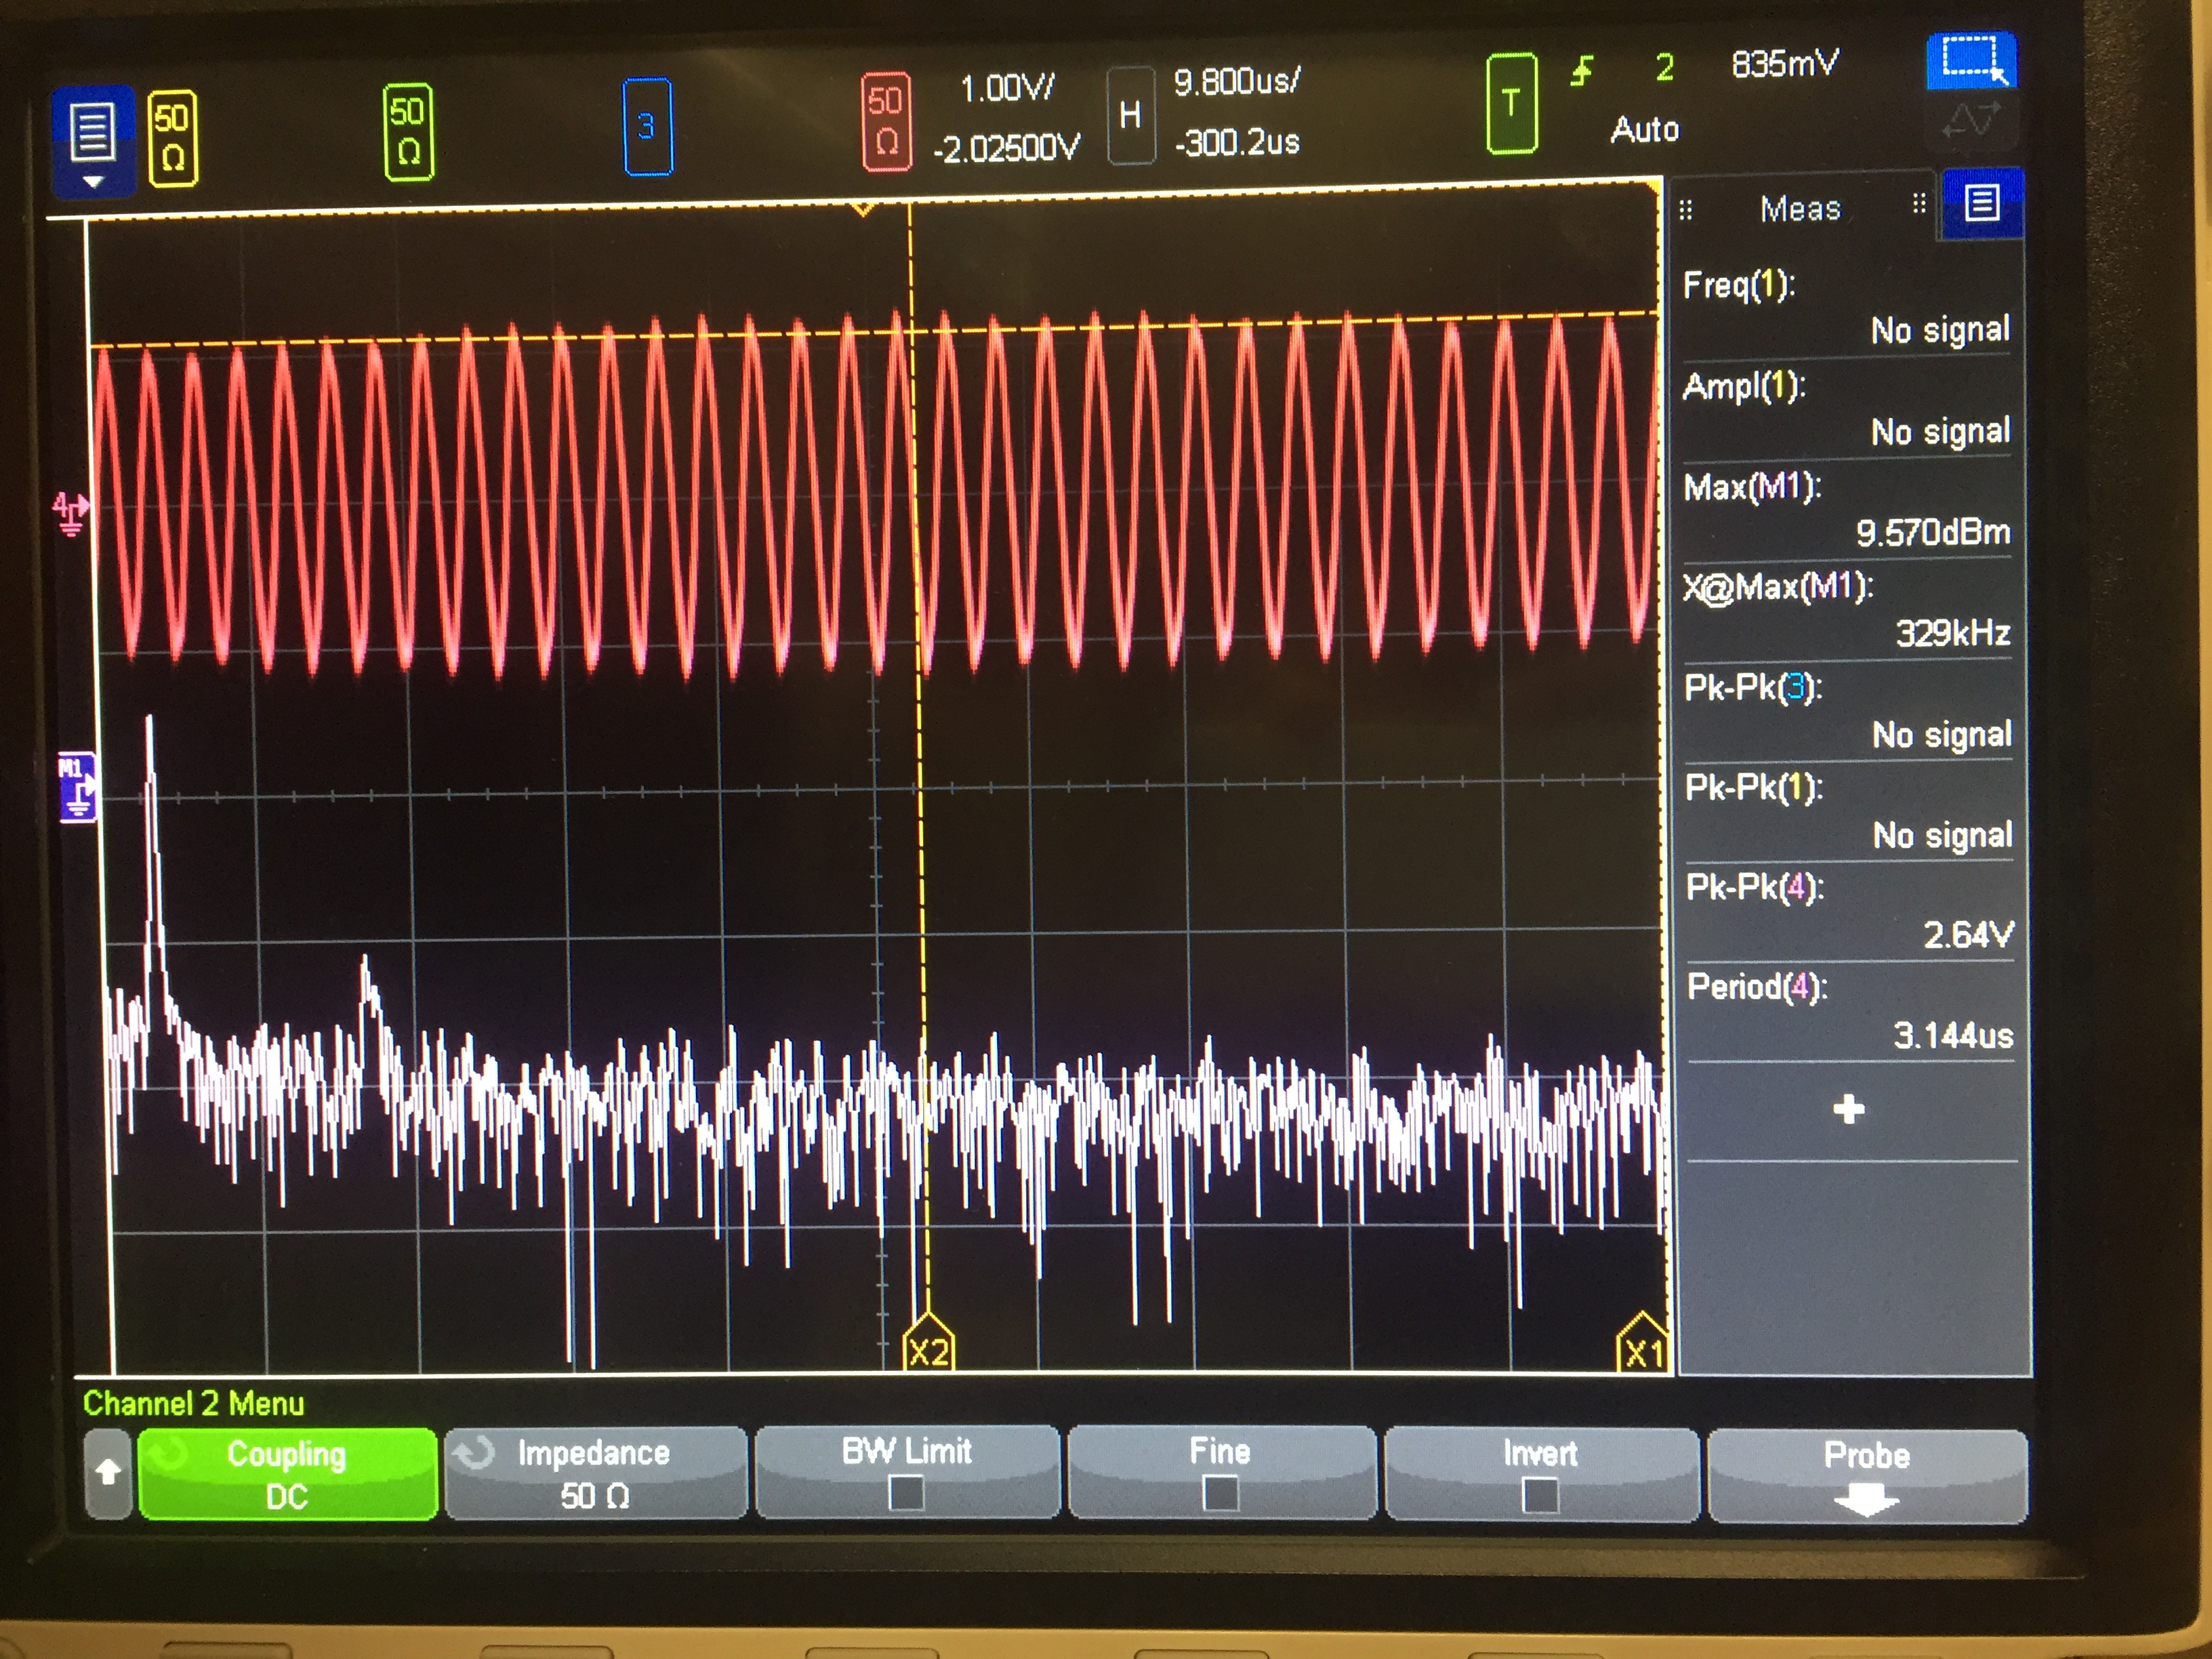 50
Ω
50
Ω
3
50
Ω
1.00V/
-2.02500V
H
9.800us/
-300.2us
T
2
835mV
Auto
Meas
Freq(1):
No signal
Ampl(1):
No signal
Max(M1):
9.570dBm
X@Max(M1):
329kHz
Pk-Pk(3):
No signal
Pk-Pk(1):
No signal
Pk-Pk(4):
2.64V
Period(4):
3.144us
4
M1
X2
X1
Channel 2 Menu
Coupling
DC
Impedance
50 Ω
BW Limit
Fine
Invert
Probe